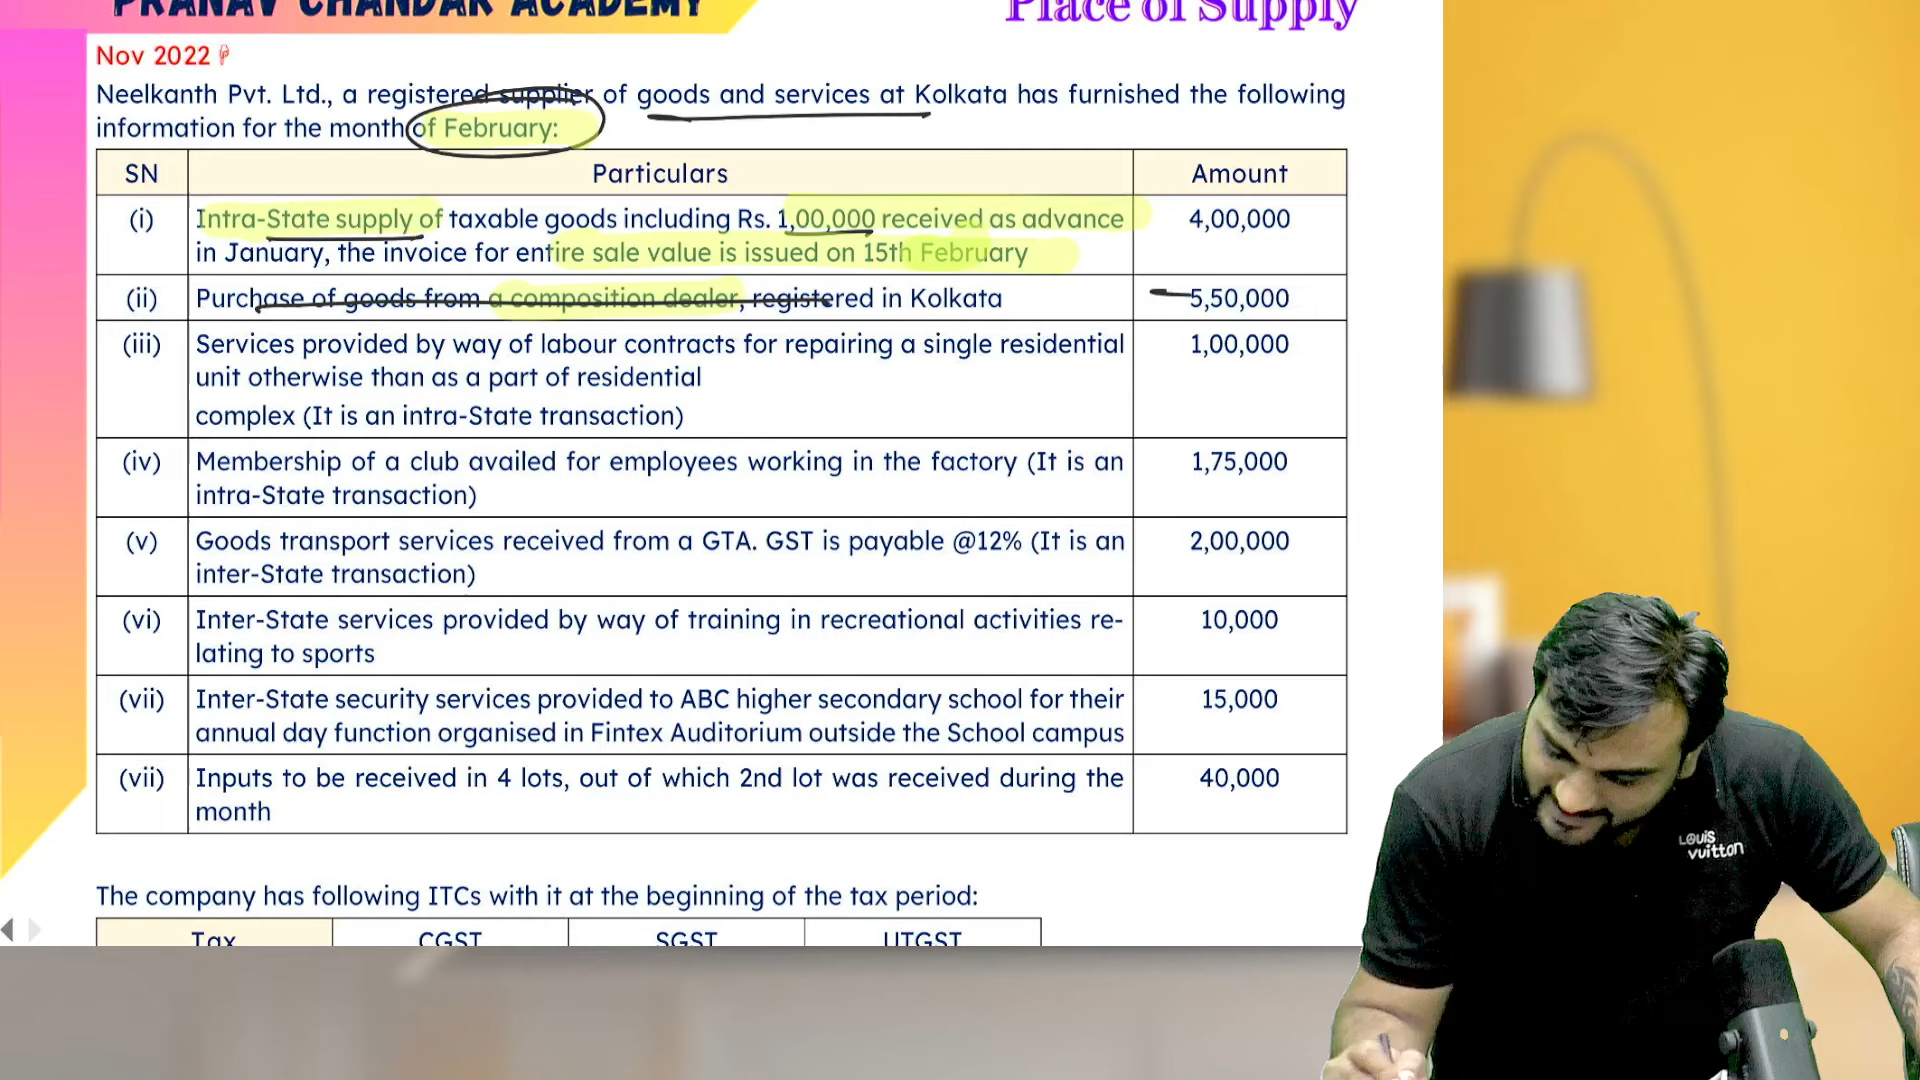 PRANAV CHANDAK ACADEMY
Place of Supply
Nov 2022
Neelkanth Pvt. Ltd., a registered supplier of goods and services at Kolkata has furnished the following
information for the month of February:
SN Particulars Amount
(i) Intra-State supply of taxable goods including Rs. 1,00,000 received as advance 4,00,000
in January, the invoice for entire sale value is issued on 15th February
(ii) Purchase of goods from a composition dealer, registered in Kolkata 5,50,000
(iii) Services provided by way of labour contracts for repairing a single residential 1,00,000
unit otherwise than as a part of residential
complex (It is an intra-State transaction)
(iv) Membership of a club availed for employees working in the factory (It is an 1,75,000
intra-State transaction)
(v) Goods transport services received from a GTA. GST is payable @12% (It is an 2,00,000
inter-State transaction)
(vi) Inter-State services provided by way of training in recreational activities re- 10,000
lating to sports
(vii) Inter-State security services provided to ABC higher secondary school for their 15,000
annual day function organised in Fintex Auditorium outside the School campus
(vii) Inputs to be received in 4 lots, out of which 2nd lot was received during the 40,000
month
The company has following ITCs with it at the beginning of the tax period:
Tax CGST SGST UTGST
Louis
vuitton